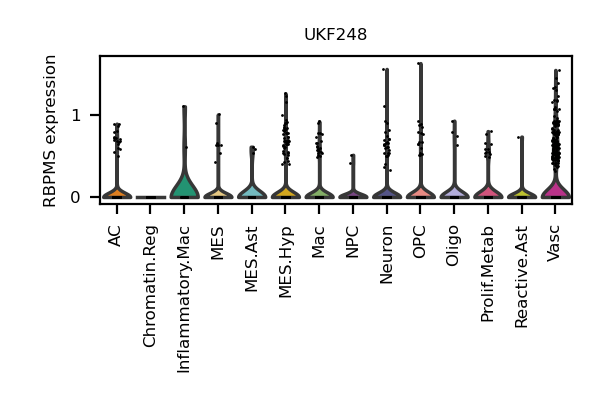 UKF248
RBPMS expression
1
0
AC
Chromatin.Reg
Inflammatory.Mac
MES
MES.Ast
MES.Hyp
Mac
NPC
Neuron
OPC
Oligo
Prolif.Metab
Reactive.Ast
Vasc